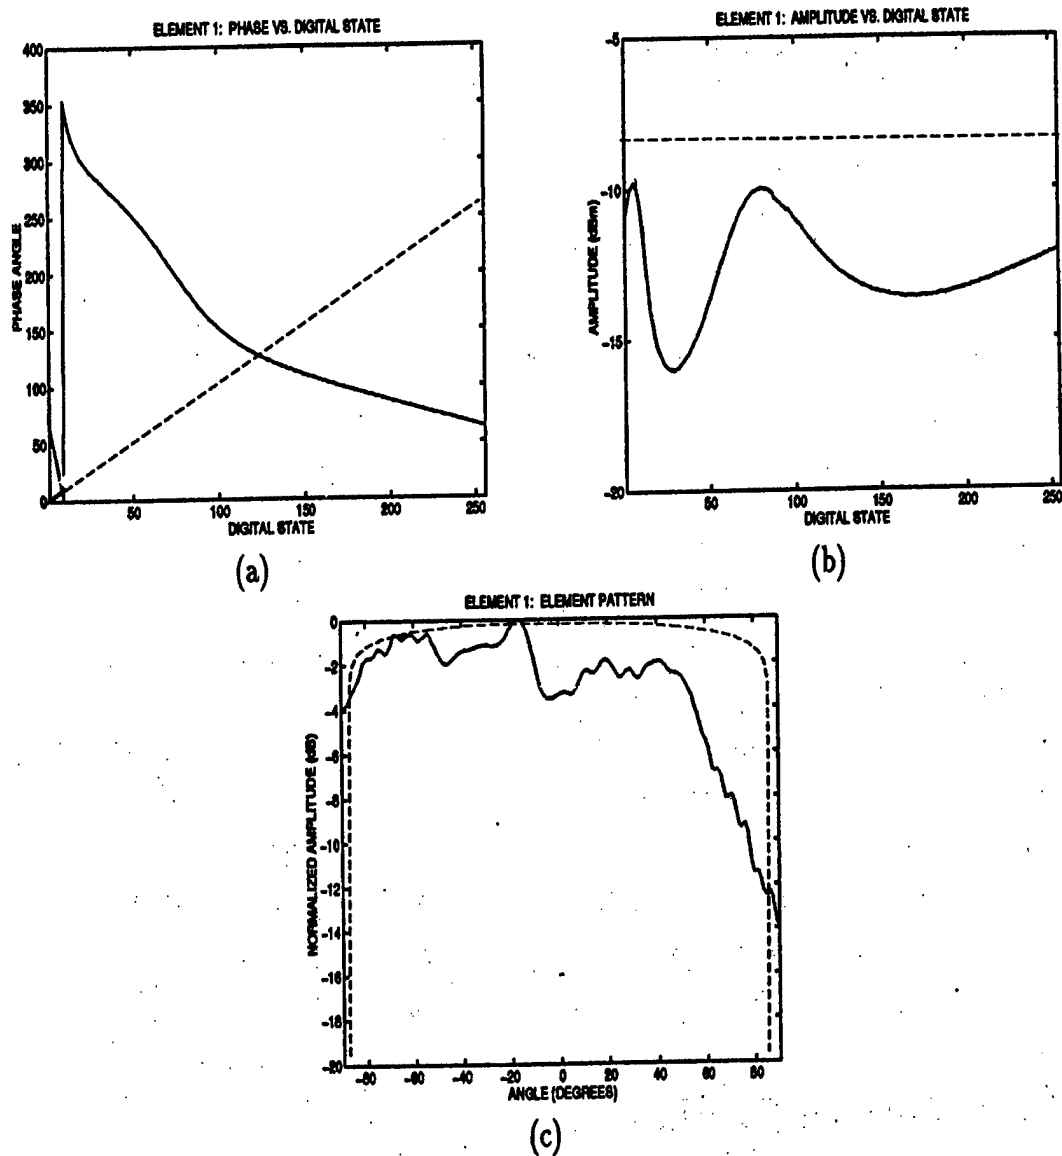 ELEMENT 1: PHASE VS. DIGITAL STATE
400
350
300
250
200
150
100
50
0
PHASE ANGLE
50 100 150 200 250
DIGITAL STATE
(a)
ELEMENT 1: AMPLITUDE VS. DIGITAL STATE
-5
-10
-15
-20
AMPLITUDE (dBm)
50 100 150 200 250
DIGITAL STATE
(b)
ELEMENT 1: ELEMENT PATTERN
0
-2
-4
-6
-8
-10
-12
-14
-16
-18
-20
NORMALIZED AMPLITUDE (dB)
-80 -60 -40 -20 0 20 40 60 80
ANGLE (DEGREES)
(c)